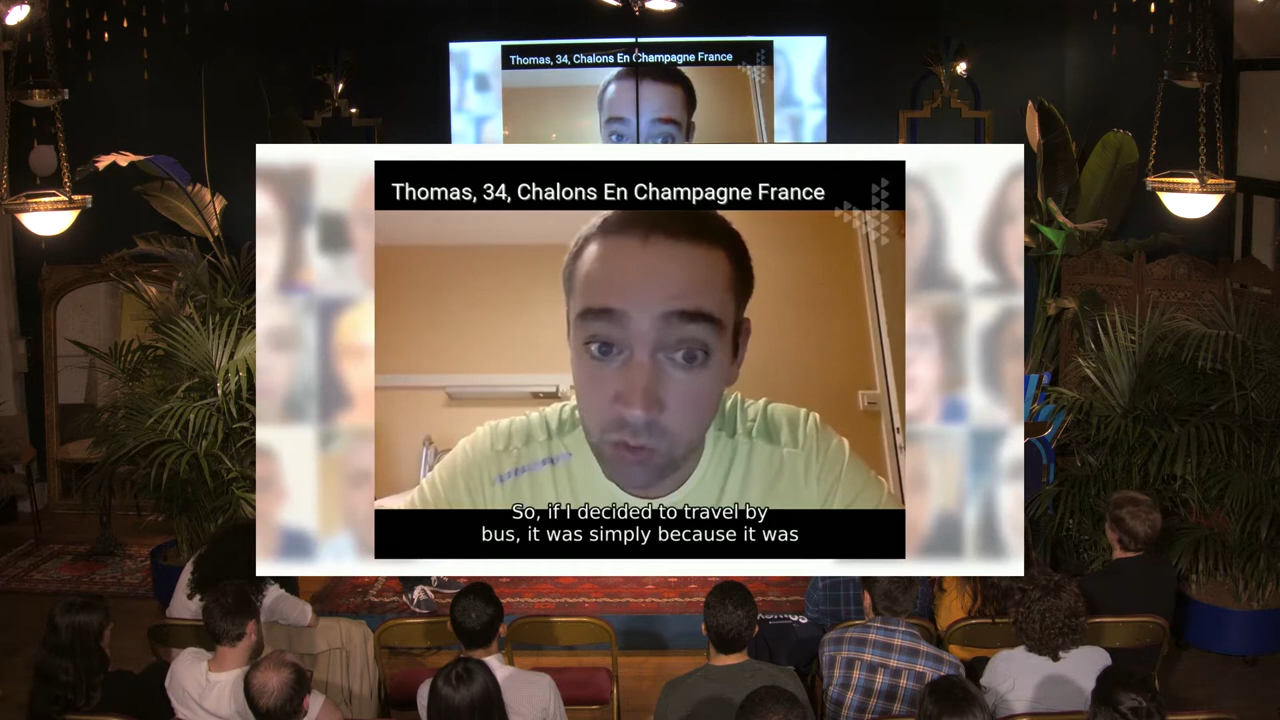 Thomas, 34, Chalons En Champagne France
Thomas, 34, Chalons En Champagne France
So, if I decided to travel by
bus, it was simply because it was